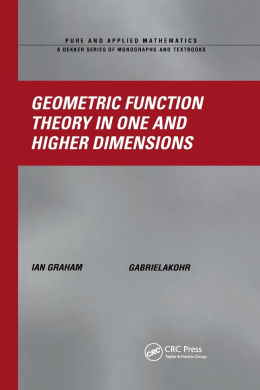 PURE AND APPLIED MATHEMATICS
A DEKKER SERIES OF MONOGRAPHS AND TEXTBOOKS
GEOMETRIC FUNCTION
THEORY IN ONE AND
HIGHER DIMENSIONS
IAN GRAHAM GABRIELAKOHR
CRC CRC Press
Taylor & Francis Group